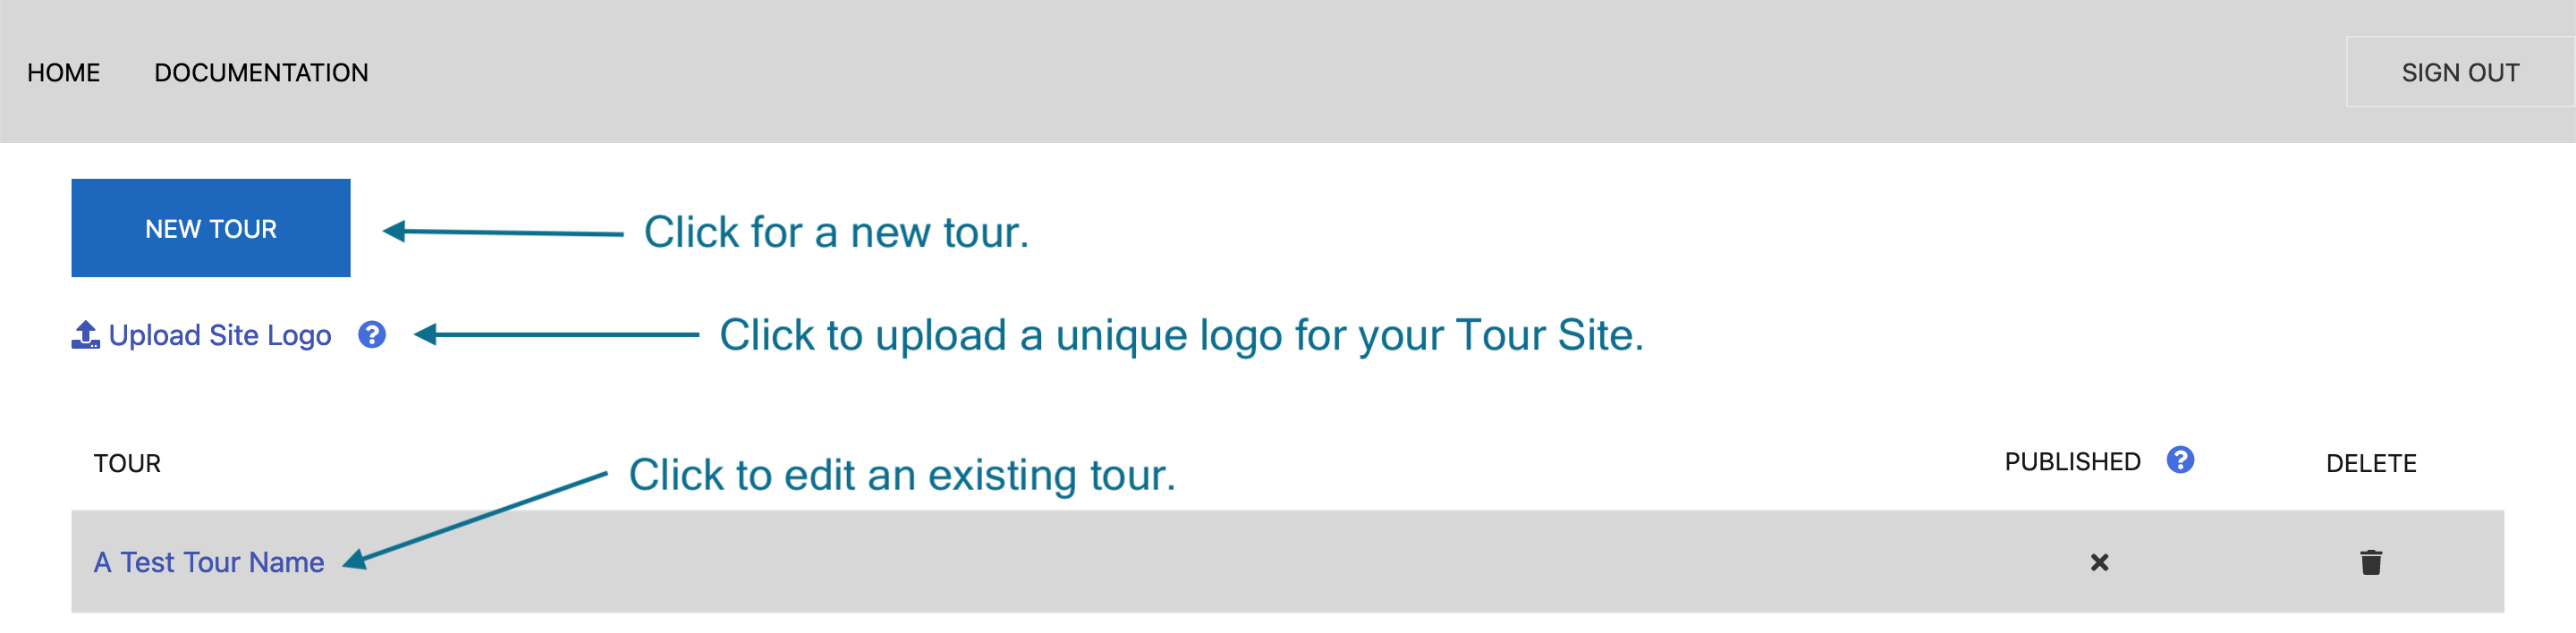 HOME DOCUMENTATION SIGN OUT
NEW TOUR Click for a new tour.
Upload Site Logo ? Click to upload a unique logo for your Tour Site.
TOUR Click to edit an existing tour. PUBLISHED ? DELETE
A Test Tour Name